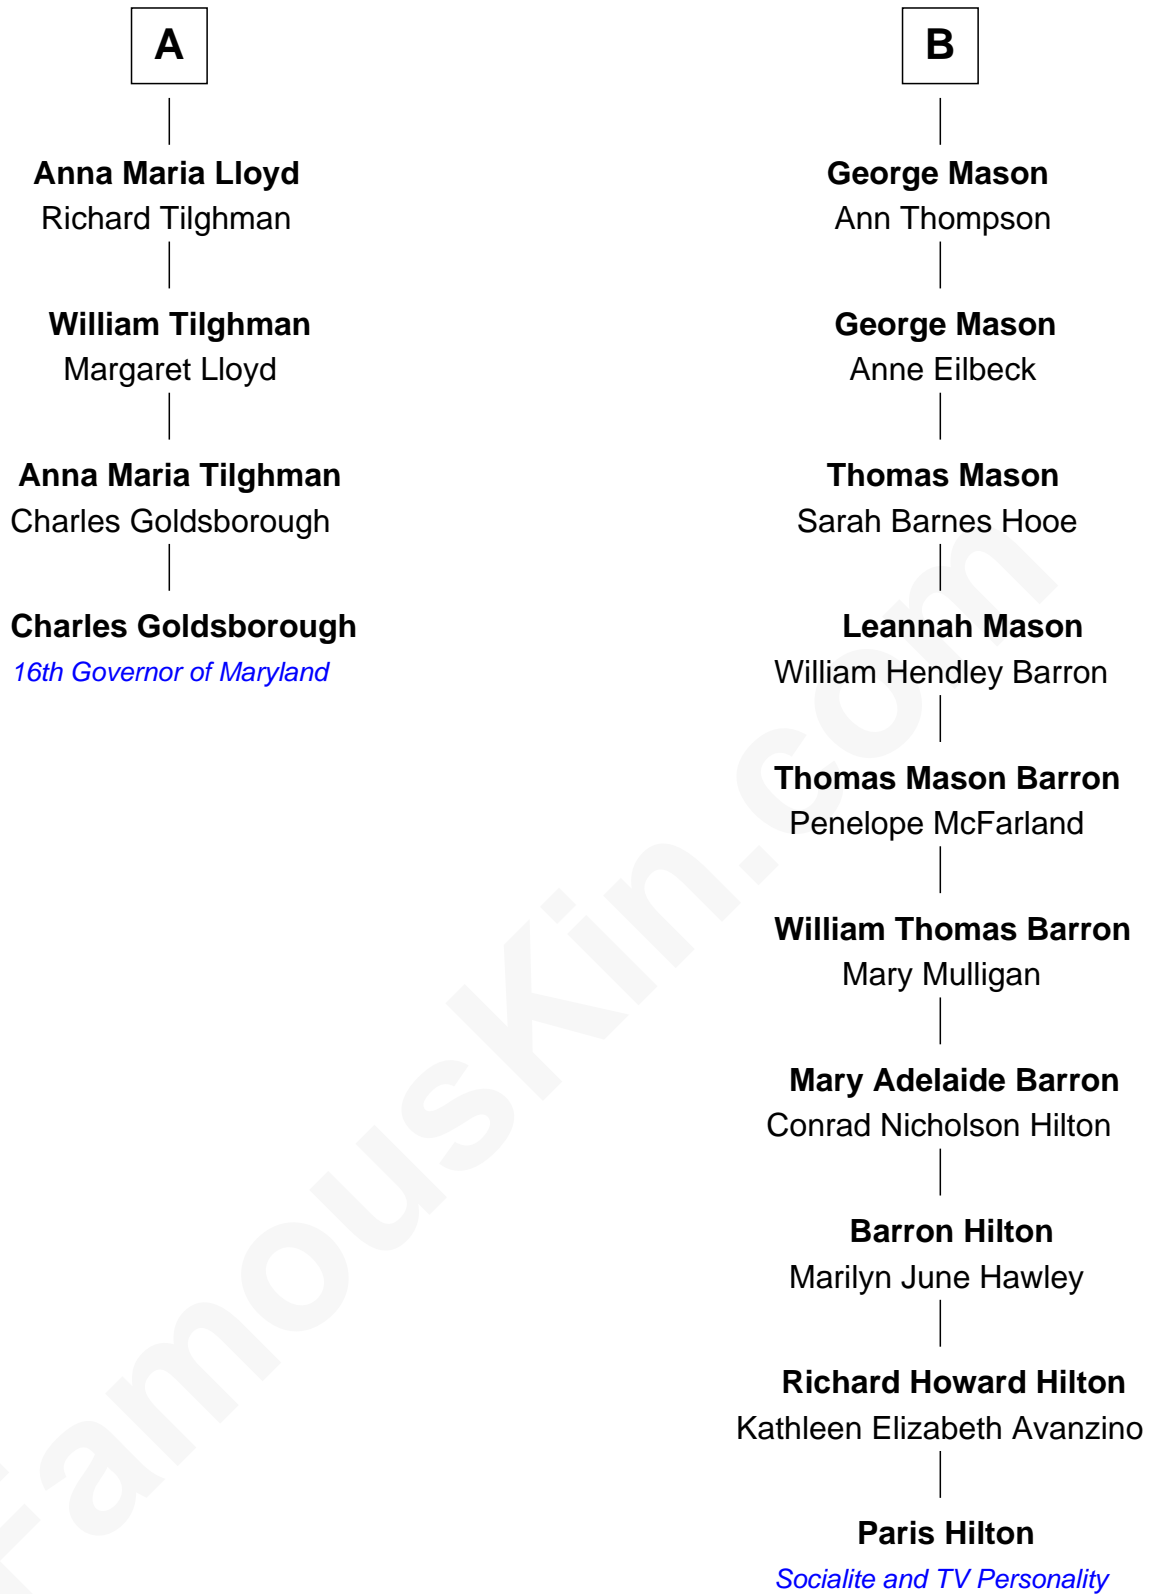 A
Anna Maria Lloyd
Richard Tilghman
William Tilghman
Margaret Lloyd
Anna Maria Tilghman
Charles Goldsborough
Charles Goldsborough
16th Governor of Maryland
B
George Mason
Ann Thompson
George Mason
Anne Eilbeck
Thomas Mason
Sarah Barnes Hooe
Leannah Mason
William Hendley Barron
Thomas Mason Barron
Penelope McFarland
William Thomas Barron
Mary Mulligan
Mary Adelaide Barron
Conrad Nicholson Hilton
Barron Hilton
Marilyn June Hawley
Richard Howard Hilton
Kathleen Elizabeth Avanzino
Paris Hilton
Socialite and TV Personality
FamousKin.com